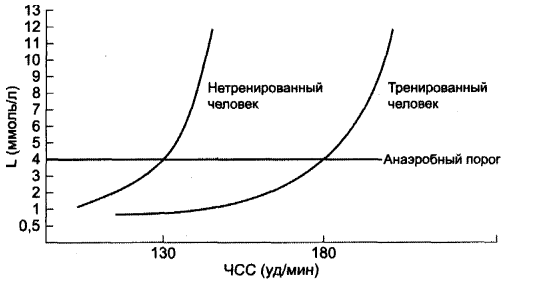 L (ммоль/л)
13
12
11
10
9
8
7
6
5
4
3
2
1
0,5
Нетренированный
человек
Тренированный
человек
Анаэробный порог
130
180
ЧСС (уд/мин)